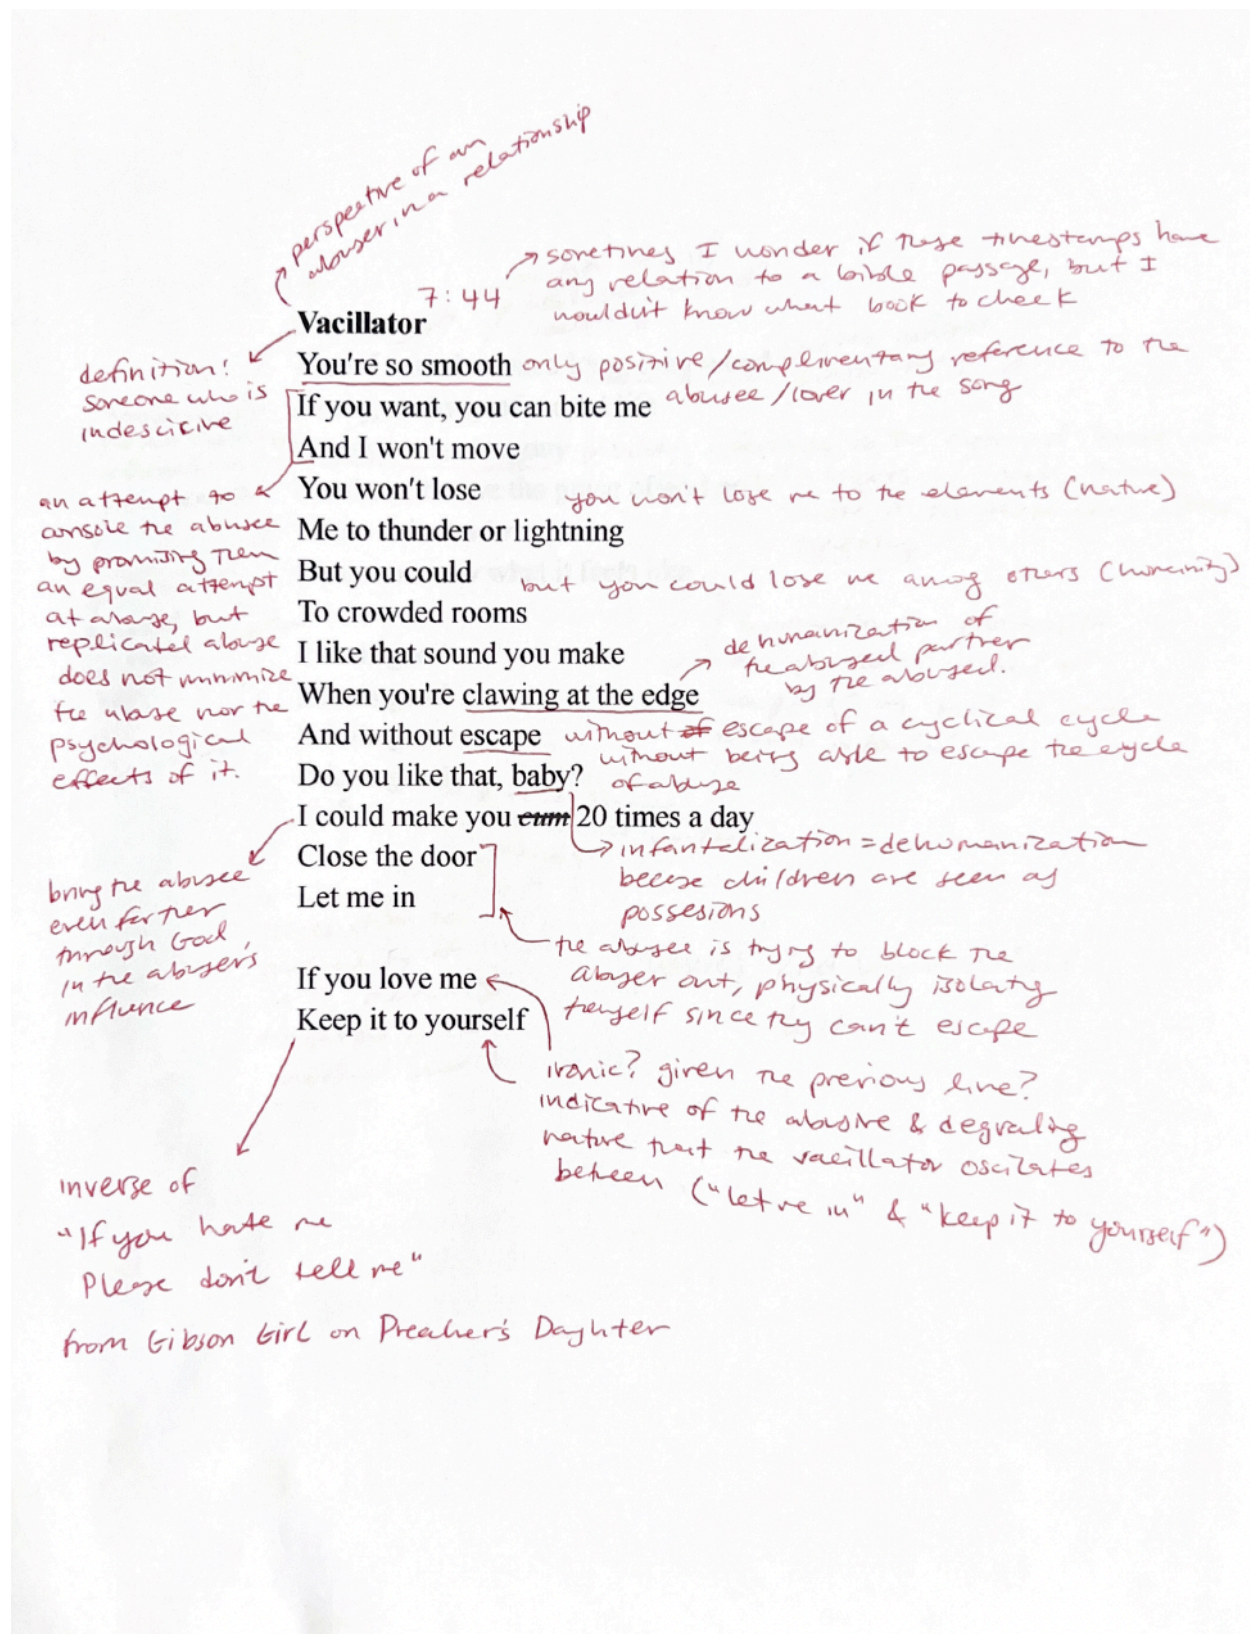 perspective of an
abuser in a relationship
7:44
sometimes I wonder if these timestamps have
any relation to a bible passage, but I
wouldn't know what book to check
Vacillator
definition:
someone who is
indescicive
You're so smooth
only positive/complimentary reference to the
abusee/lover in the song
If you want, you can bite me
And I won't move
an attempt to
console the abusee
by promising them
an equal attempt
at abuse, but
replicated abuse
does not minimize
the abuse nor the
psychological
effects of it.
You won't lose
you won't lose me to the elements (nature)
Me to thunder or lightning
But you could
but you could lose me among others (humanity)
To crowded rooms
I like that sound you make
dehumanization of
the abused partner
by the abused.
When you're clawing at the edge
And without escape
without of escape of a cyclical cycle
without being able to escape the cycle
of abuse
Do you like that, baby?
I could make you cum 20 times a day
infantalization = dehumanization
becuse children are seen as
possesions
bring the abusee
even further
through God,
in the abuser's
influence
Close the door
Let me in
the abusee is trying to block the
abuser out, physically isolating
themself since they can't escape
If you love me
Keep it to yourself
ironic? given the previous line?
indicative of the abusive & degrading
nature that the vacillator oscilates
between ("let me in" & "keep it to yourself")
inverse of
"If you hate me
Please don't tell me"
from Gibson Girl on Preacher's Daughter